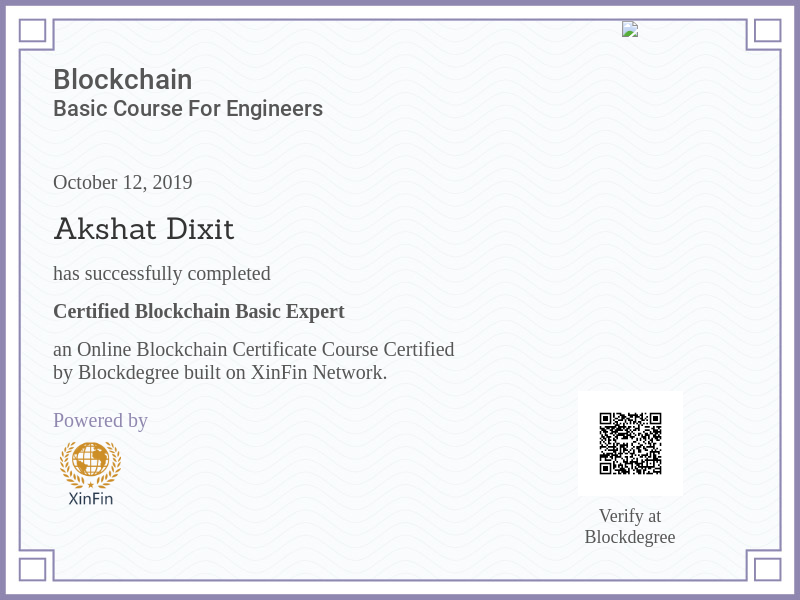 Blockchain
Basic Course For Engineers
October 12, 2019
Akshat Dixit
has successfully completed
Certified Blockchain Basic Expert
an Online Blockchain Certificate Course Certified
by Blockdegree built on XinFin Network.
Powered by
XinFin
Verify at
Blockdegree